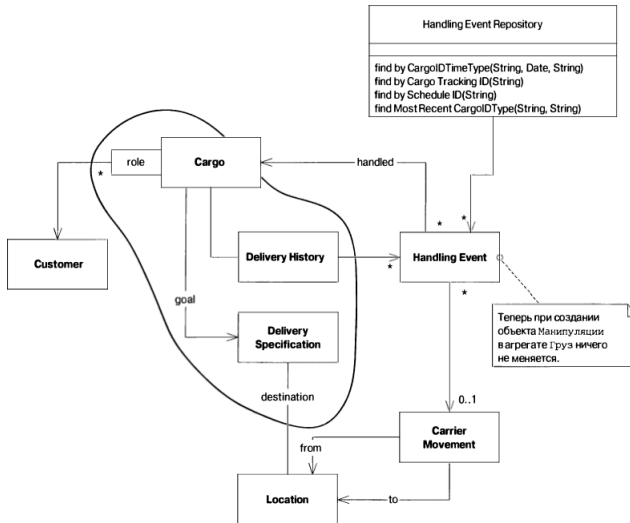 Handling Event Repository
find by CargoIDTimeType(String, Date, String)
find by Cargo Tracking ID(String)
find by Schedule ID(String)
find Most Recent CargoIDType(String, String)
role
Cargo
handled
*
*
*
Customer
Delivery History
*
Handling Event
*
goal
Теперь при создании
объекта Манипуляции
в агрегате Груз ничего
не меняется.
Delivery
Specification
destination
0..1
Carrier
Movement
from
Location
to